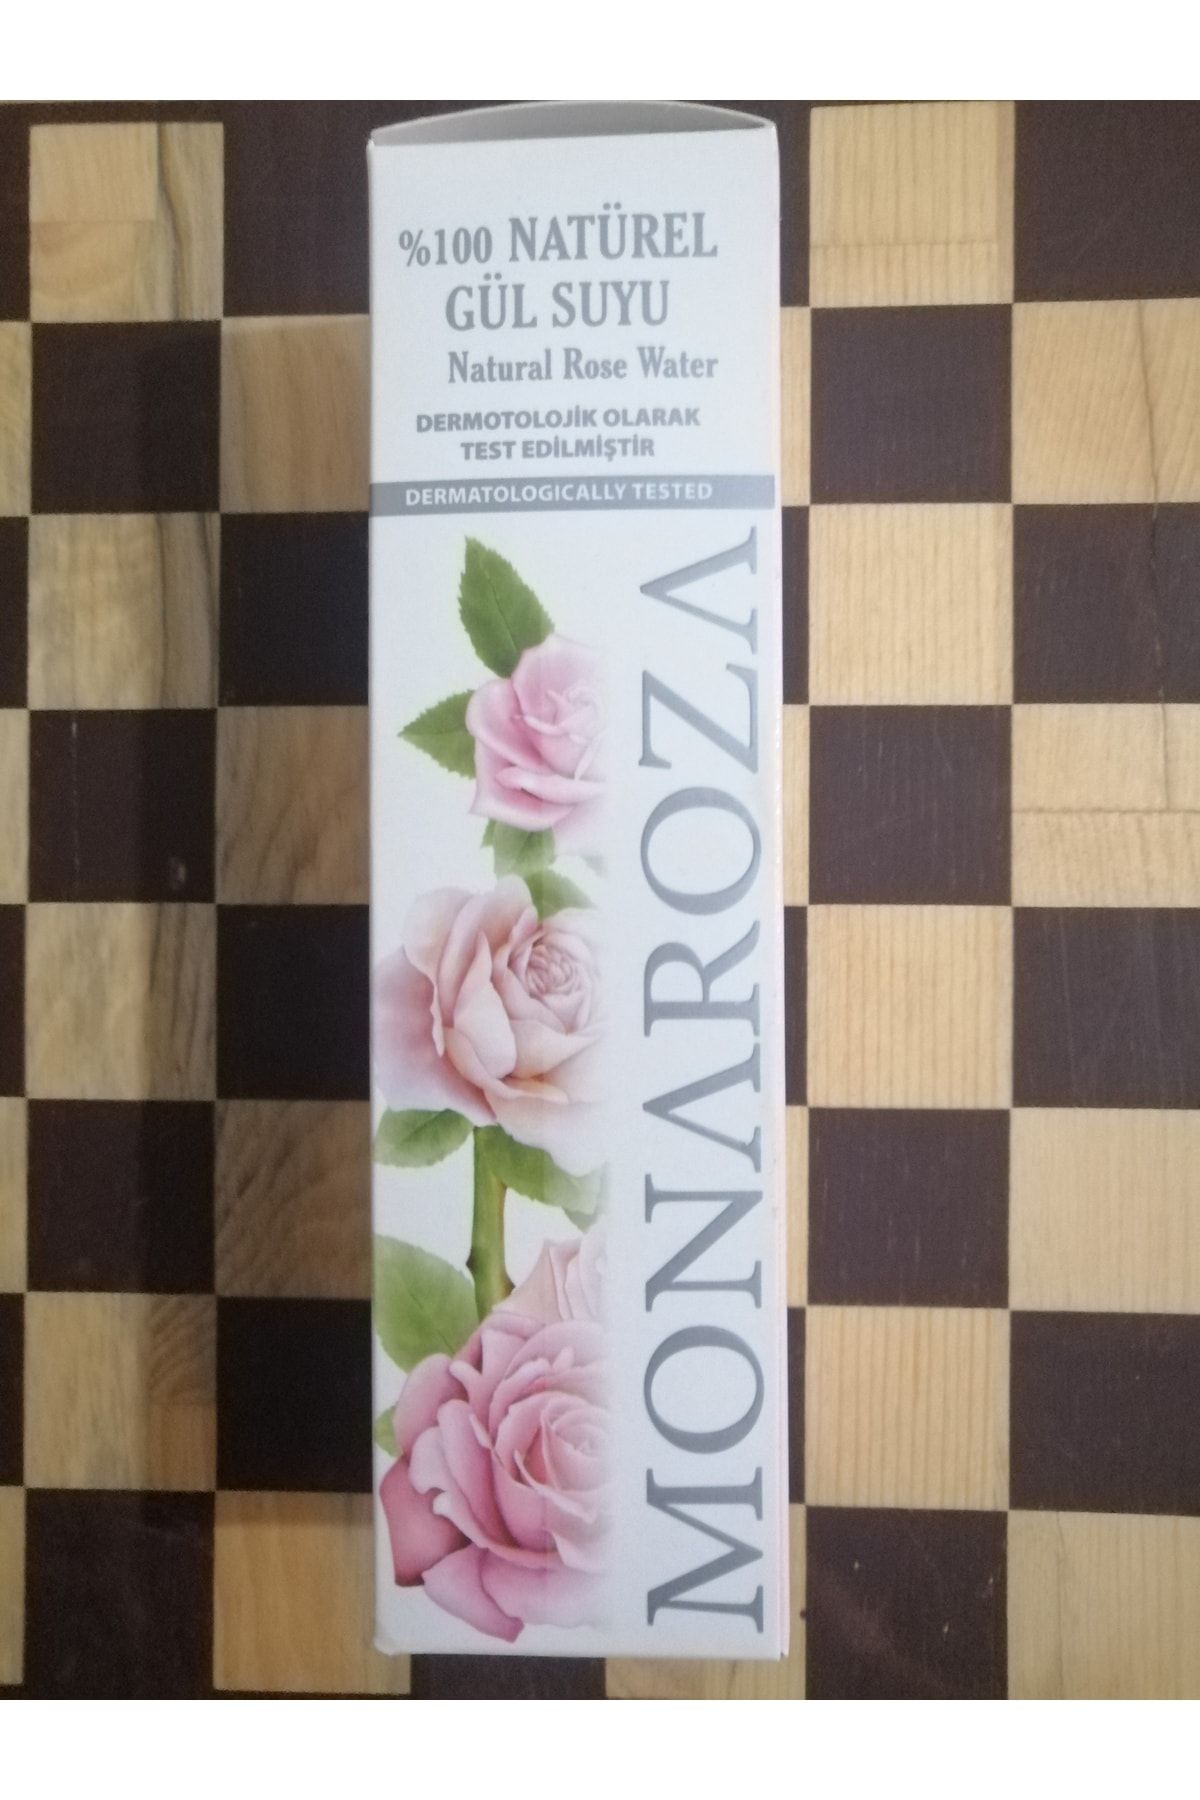 %100 NATÜREL
GÜL SUYU
Natural Rose Water
DERMOTOLOJİK OLARAK
TEST EDİLMİŞTİR
DERMATOLOGICALLY TESTED
MONAROZA